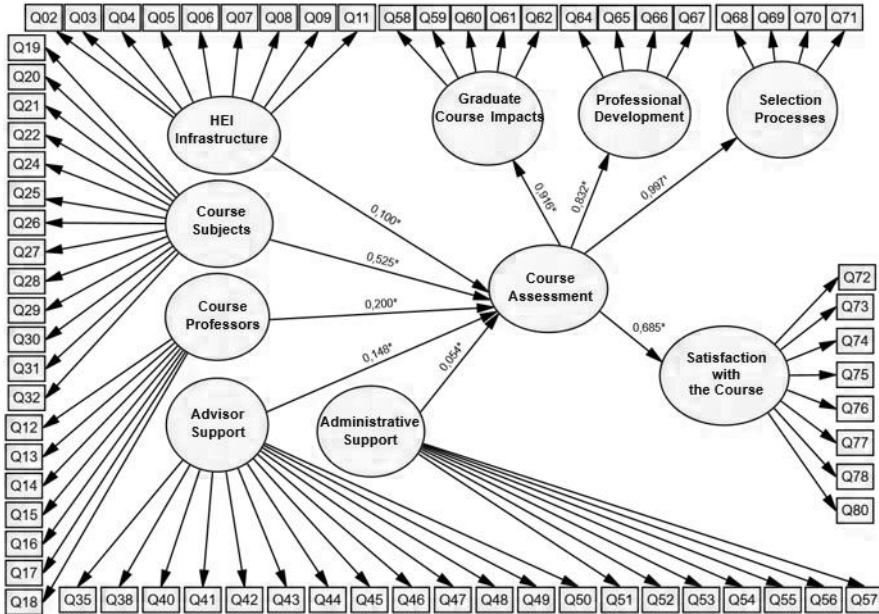 Q02 Q03 Q04 Q05 Q06 Q07 Q08 Q09 Q11 Q58 Q59 Q60 Q61 Q62 Q64 Q65 Q66 Q67 Q68 Q69 Q70 Q71
Q19
Q20
Q21
Q22
Q24
Q25
Q26
Q27
Q28
Q29
Q30
Q31
Q32
Q12
Q13
Q14
Q15
Q16
Q17
Q18
HEI
Infrastructure
Course
Subjects
Course
Professors
Advisor
Support
Administrative
Support
Graduate
Course Impacts
Professional
Development
Selection
Processes
0,916*
0,832*
0,997*
0,100*
0,525*
0,200*
0,148*
0,054*
Course
Assessment
0,685*
Satisfaction
with
the Course
Q72
Q73
Q74
Q75
Q76
Q77
Q78
Q80
Q35 Q38 Q40 Q41 Q42 Q43 Q44 Q45 Q46 Q47 Q48 Q49 Q50 Q51 Q52 Q53 Q54 Q55 Q56 Q57